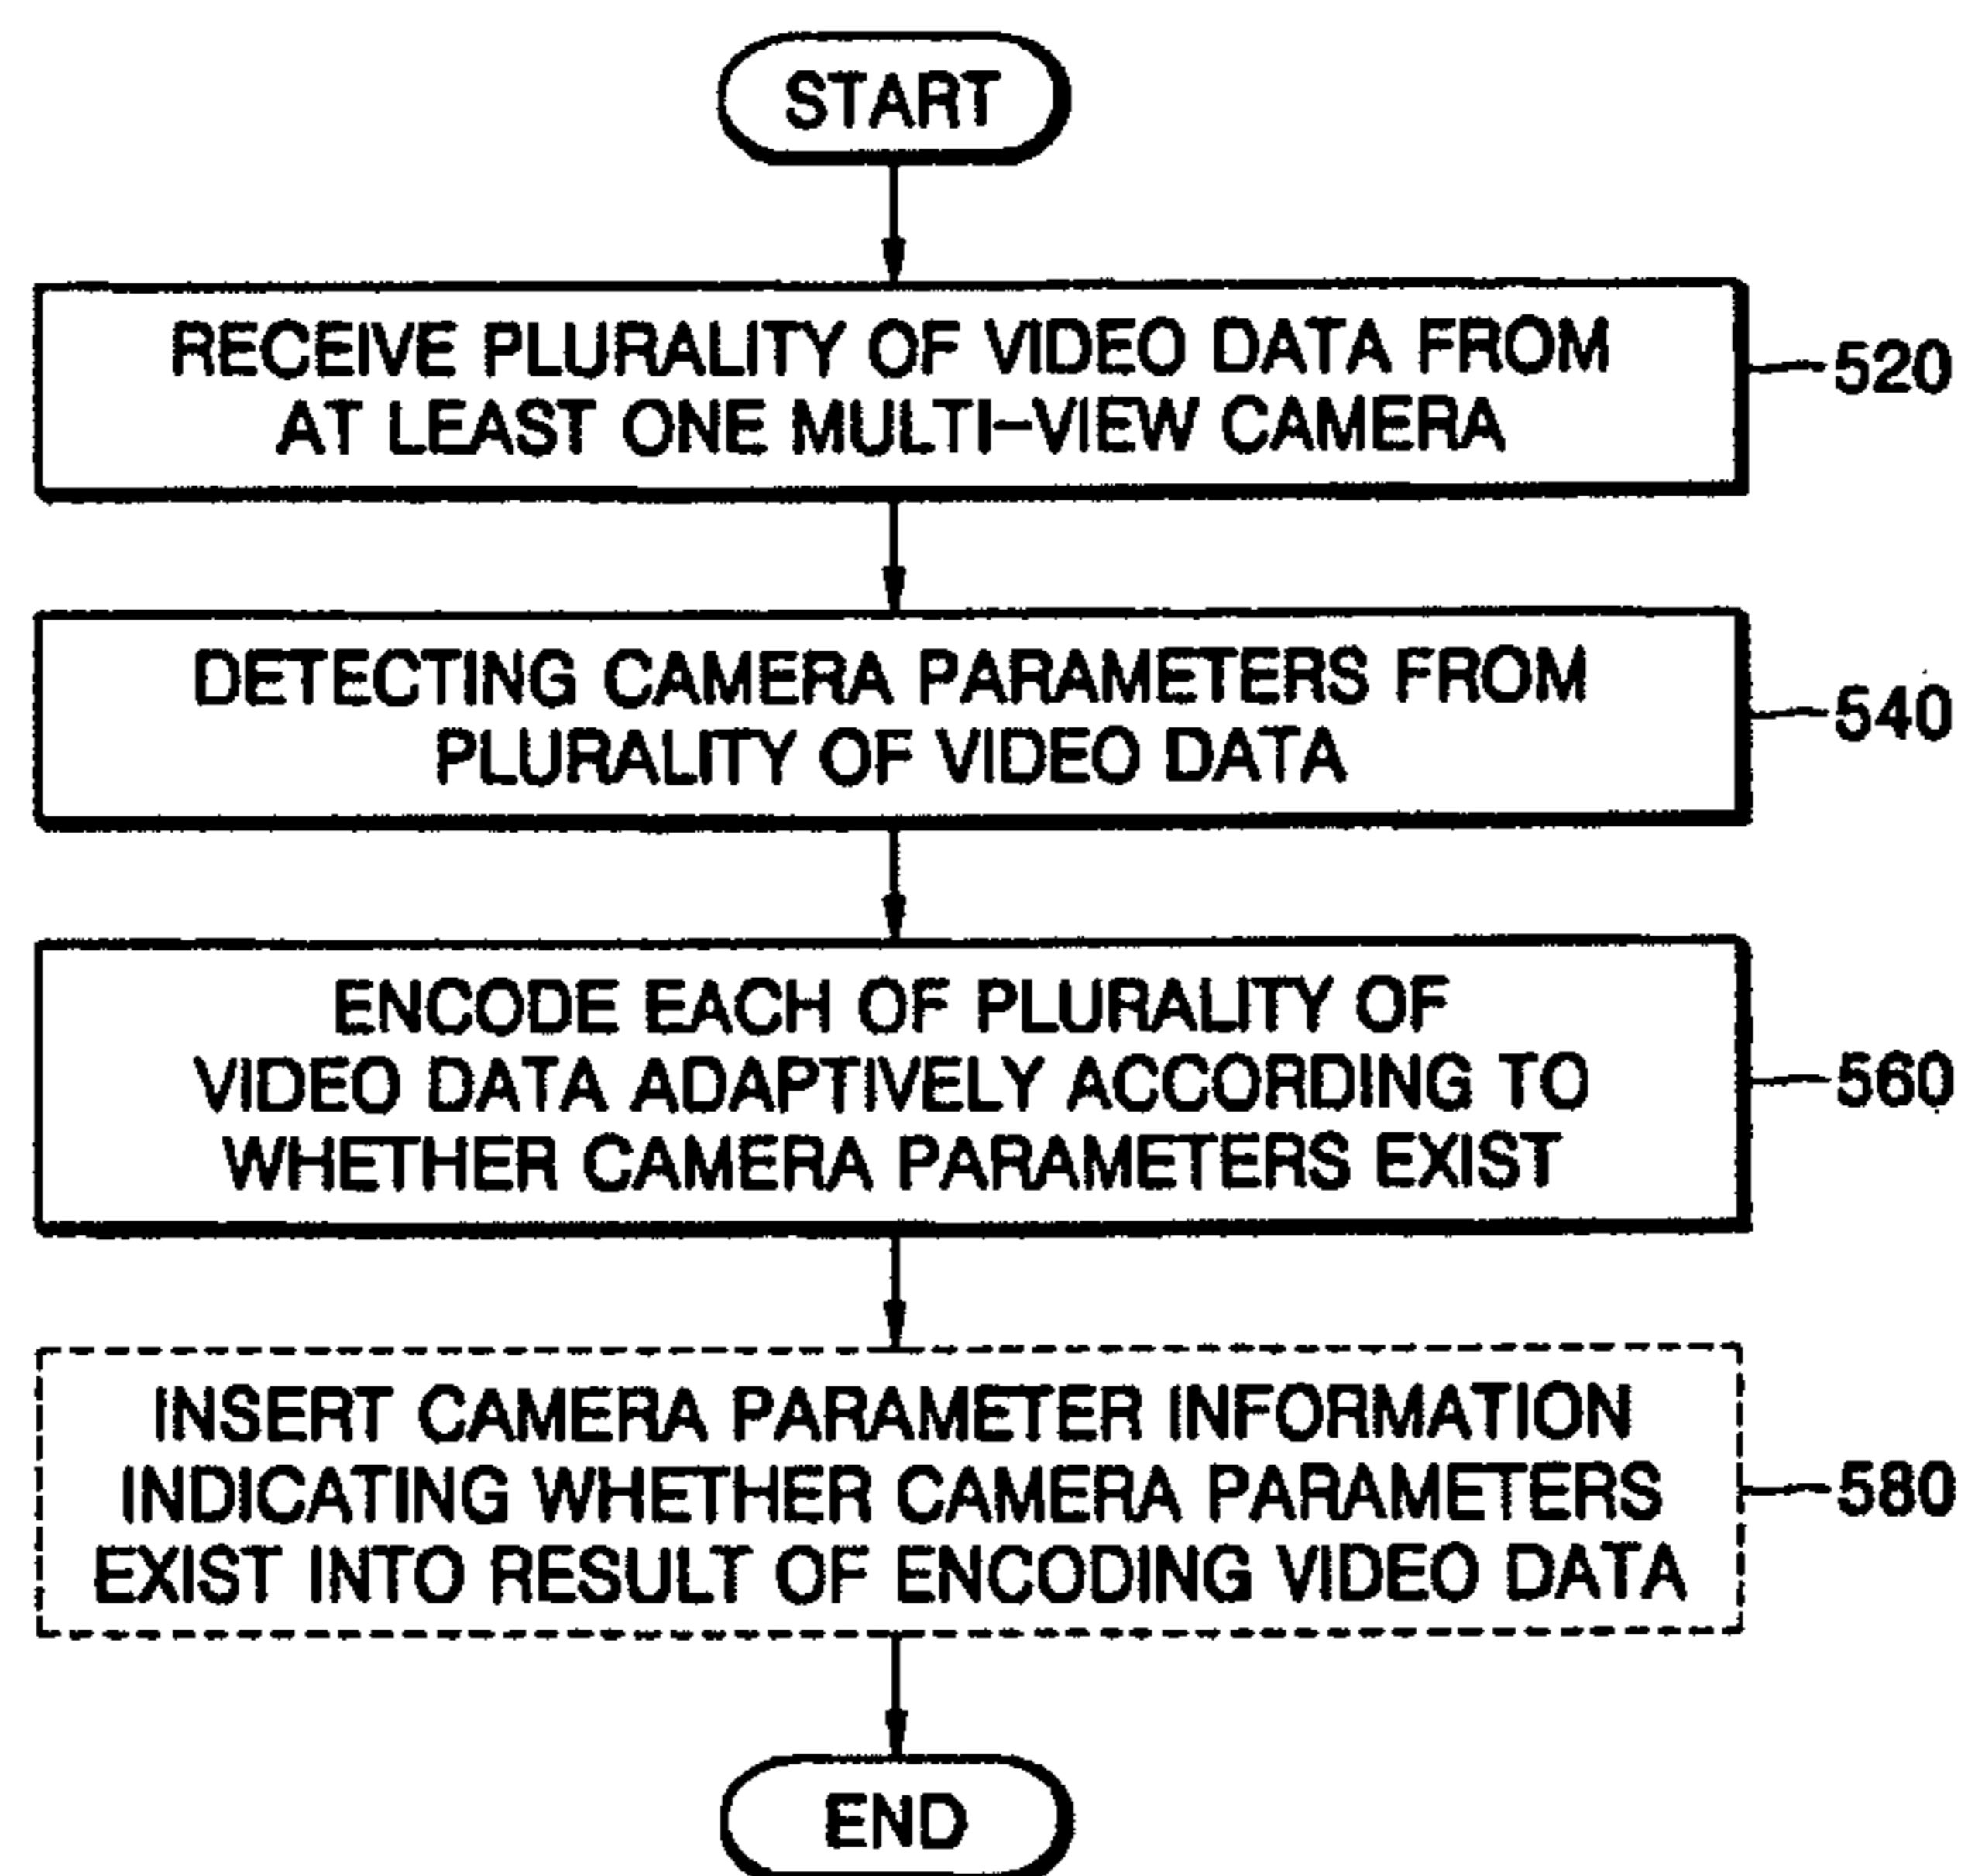 START
RECEIVE PLURALITY OF VIDEO DATA FROM
AT LEAST ONE MULTI-VIEW CAMERA
520
DETECTING CAMERA PARAMETERS FROM
PLURALITY OF VIDEO DATA
540
ENCODE EACH OF PLURALITY OF
VIDEO DATA ADAPTIVELY ACCORDING TO
WHETHER CAMERA PARAMETERS EXIST
560
INSERT CAMERA PARAMETER INFORMATION
INDICATING WHETHER CAMERA PARAMETERS
EXIST INTO RESULT OF ENCODING VIDEO DATA
580
END